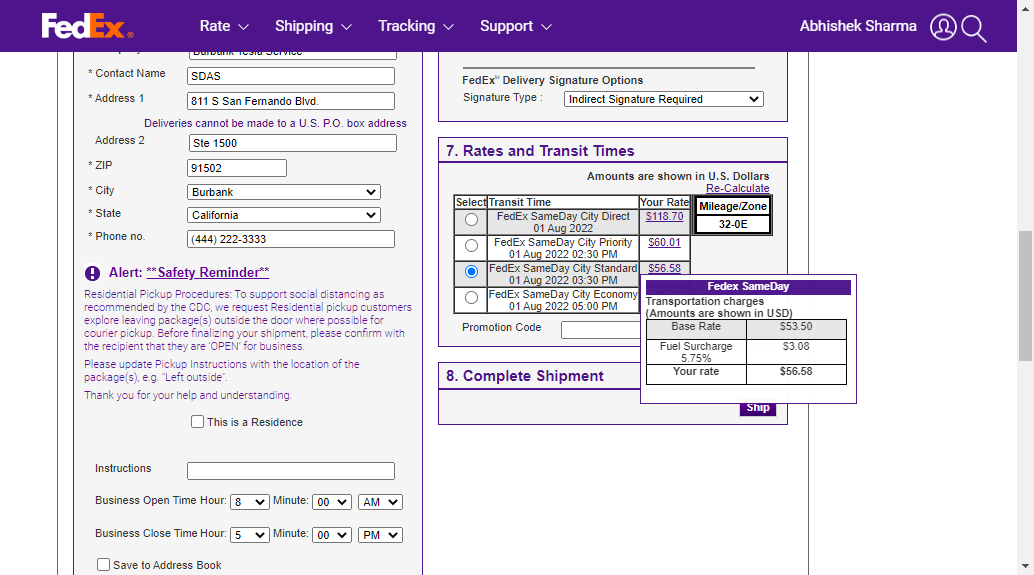 FedEx®
Rate
Shipping
Tracking
Support
Abhishek Sharma
Burbank Tesla Service
* Contact Name
SDAS
* Address 1
811 S San Fernando Blvd.
Deliveries cannot be made to a U.S. P.O. box address
Address 2
Ste 1500
* ZIP
91502
* City
Burbank
* State
California
* Phone no.
(444) 222-3333
Alert: **Safety Reminder**
Residential Pickup Procedures: To support social distancing as
recommended by the CDC, we request Residential pickup customers
explore leaving package(s) outside the door where possible for
courier pickup. Before finalizing your shipment, please confirm with
the recipient that they are 'OPEN' for business.
Please update Pickup Instructions with the location of the
package(s), e.g. "Left outside".
Thank you for your help and understanding.
This is a Residence
Instructions
Business Open Time Hour: 8 Minute: 00 AM
Business Close Time Hour: 5 Minute: 00 PM
Save to Address Book
FedEx® Delivery Signature Options
Signature Type :
Indirect Signature Required
7. Rates and Transit Times
Amounts are shown in U.S. Dollars
Re-Calculate
Select Transit Time Your Rate
Mileage/Zone
32-0E
FedEx SameDay City Direct
01 Aug 2022
$118.70
FedEx SameDay City Priority
01 Aug 2022 02:30 PM
$60.01
FedEx SameDay City Standard
01 Aug 2022 03:30 PM
$56.58
FedEx SameDay City Economy
01 Aug 2022 05:00 PM
Promotion Code
Fedex SameDay
Transportation charges
(Amounts are shown in USD)
Base Rate $53.50
Fuel Surcharge
5.75%
$3.08
Your rate $56.58
8. Complete Shipment
Ship